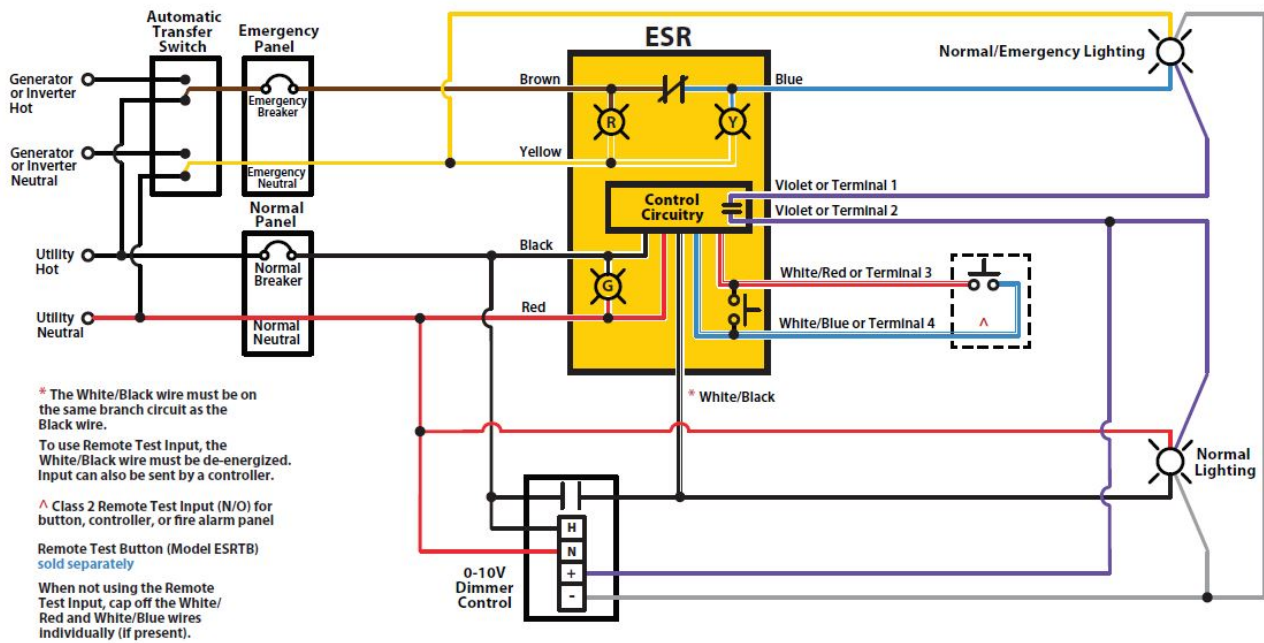 Automatic
Transfer
Switch
Emergency
Panel
ESR
Normal/Emergency Lighting
Generator
or Inverter
Hot
Emergency
Breaker
Brown
Blue
R
Y
Generator
or Inverter
Neutral
Emergency
Neutral
Yellow
Normal
Panel
Control
Circuitry
Violet or Terminal 1
Violet or Terminal 2
Utility
Hot
Normal
Breaker
Black
G
White/Red or Terminal 3
Utility
Neutral
Normal
Neutral
Red
White/Blue or Terminal 4
^
* White/Black
* The White/Black wire must be on
the same branch circuit as the
Black wire.
To use Remote Test Input, the
White/Black wire must be de-energized.
Input can also be sent by a controller.
^ Class 2 Remote Test Input (N/O) for
button, controller, or fire alarm panel
Remote Test Button (Model ESRTB)
sold separately
When not using the Remote
Test Input, cap off the White/
Red and White/Blue wires
individually (if present).
Normal
Lighting
H
N
+
-
0-10V
Dimmer
Control